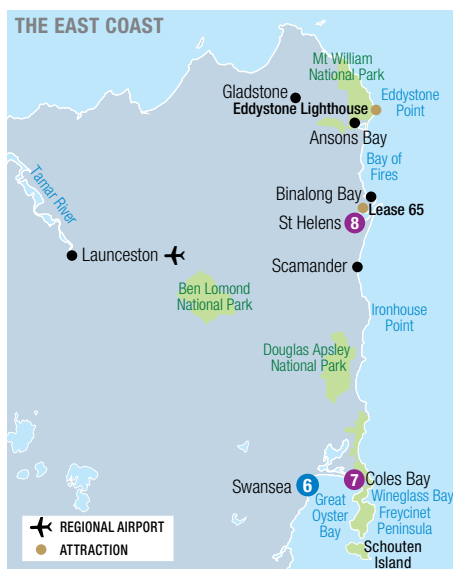 THE EAST COAST
Mt William
National Park
Gladstone
Eddystone Lighthouse
Eddystone
Point
Ansons Bay
Bay of
Fires
Tamar River
Binalong Bay
Lease 65
St Helens 8
Launceston
Scamander
Ben Lomond
National Park
Ironhouse
Point
Douglas Apsley
National Park
Swansea 6
7 Coles Bay
Wineglass Bay
Great
Oyster
Bay
Freycinet
Peninsula
Schouten
Island
REGIONAL AIRPORT
ATTRACTION